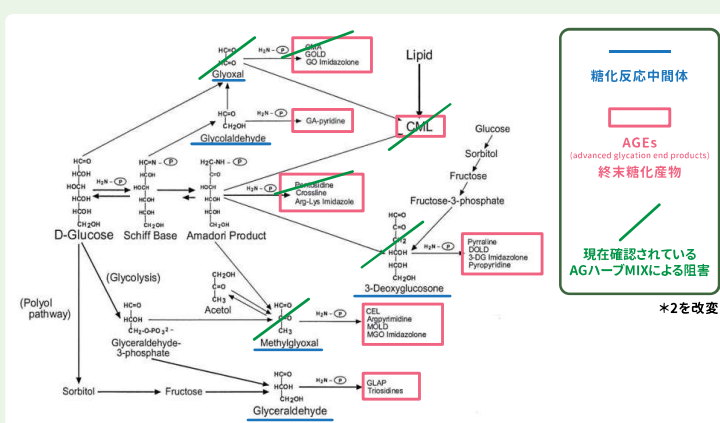 HC=O
HC=O
Glyoxal
H₂N－Ⓟ
CMA
GOLD
GO Imidazolone
Lipid
CML
HC=O
CH₂OH
Glycolaldehyde
H₂N－Ⓟ
GA-pyridine
Glucose
Sorbitol
Fructose
Fructose-3-phosphate
HC=O
HCOH
HOCH
HCOH
HCOH
CH₂OH
D-Glucose
H₂N－Ⓟ
HC=N－Ⓟ
HCOH
HOCH
HCOH
HCOH
CH₂OH
Schiff Base
H₂C-NH－Ⓟ
C=O
HOCH
HCOH
HCOH
CH₂OH
Amadori Product
H₂N－Ⓟ
Pentosidine
Crossline
Arg-Lys Imidazole
HC=O
C=O
CH₂
HCOH
HCOH
CH₂OH
3-Deoxyglucosone
H₂N－Ⓟ
Pyrraline
DOLD
3-DG Imidazolone
Pyropyridine
(Glycolysis)
(Polyol
pathway)
CH₂OH
C=O
CH₃
Acetol
HC=O
HCOH
CH₂-O-PO₃²⁻
Glyceraldehyde-
3-phosphate
HC=O
C=O
CH₃
Methylglyoxal
H₂N－Ⓟ
CEL
Argpyrimidine
MOLD
MGO Imidazolone
Sorbitol
Fructose
HC=O
HCOH
CH₂OH
Glyceraldehyde
H₂N－Ⓟ
GLAP
Triosidines
糖化反応中間体
AGEs
(advanced glycation end products)
終末糖化産物
現在確認されている
AGハーブMIXによる阻害
＊2を改変